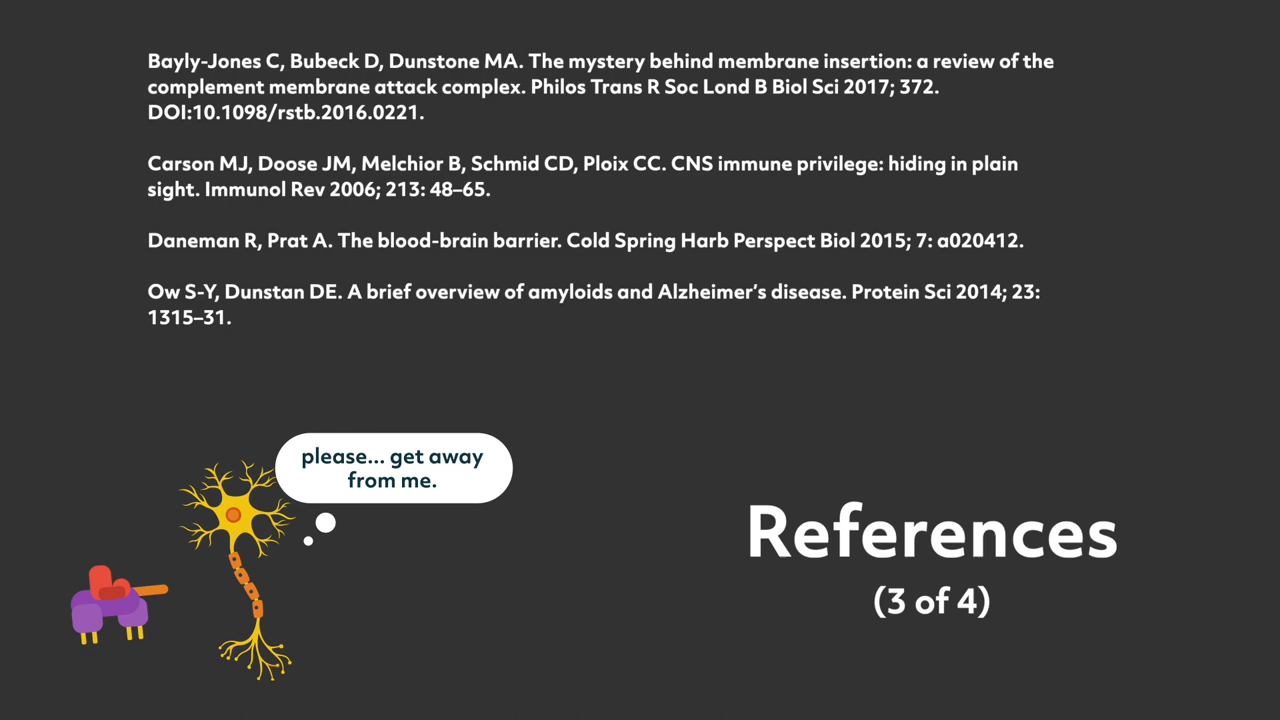 Bayly-Jones C, Bubeck D, Dunstone MA. The mystery behind membrane insertion: a review of the
complement membrane attack complex. Philos Trans R Soc Lond B Biol Sci 2017; 372.
DOI:10.1098/rstb.2016.0221.
Carson MJ, Doose JM, Melchior B, Schmid CD, Ploix CC. CNS immune privilege: hiding in plain
sight. Immunol Rev 2006; 213: 48–65.
Daneman R, Prat A. The blood-brain barrier. Cold Spring Harb Perspect Biol 2015; 7: a020412.
Ow S-Y, Dunstan DE. A brief overview of amyloids and Alzheimer’s disease. Protein Sci 2014; 23:
1315–31.
please... get away
from me.
References
(3 of 4)